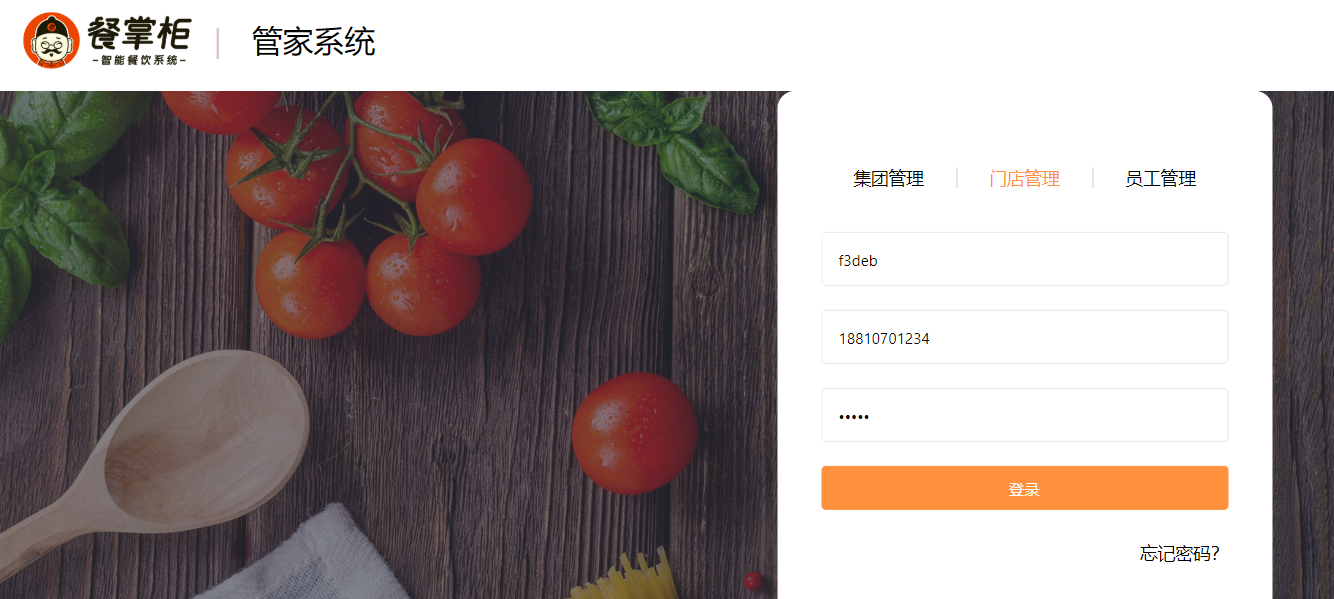 餐掌柜
-智能餐饮系统-
管家系统
集团管理
门店管理
员工管理
f3deb
18810701234
•••••
登录
忘记密码？